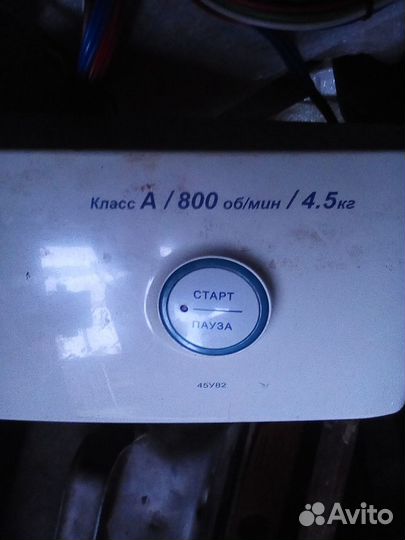 Класс А / 800 об/мин / 4.5кг
СТАРТ
ПАУЗА
45У82
Avito